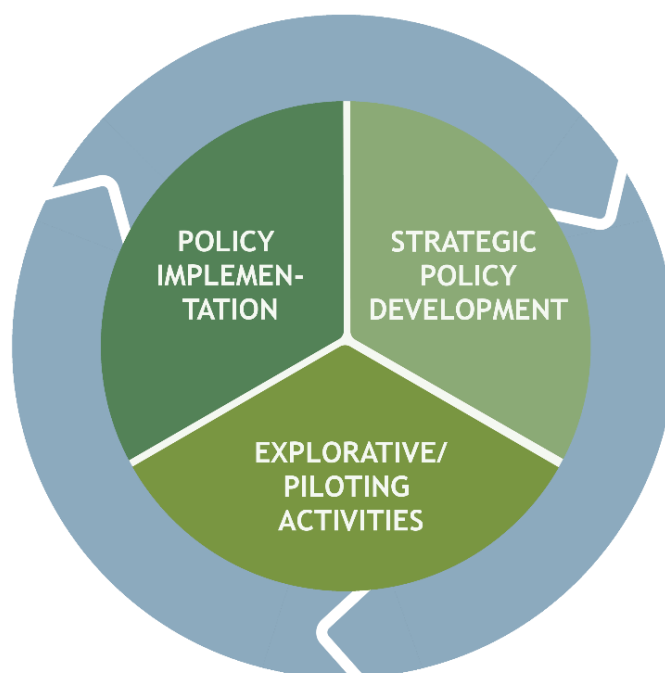 POLICY
IMPLEMEN-
TATION
STRATEGIC
POLICY
DEVELOPMENT
EXPLORATIVE/
PILOTING
ACTIVITIES